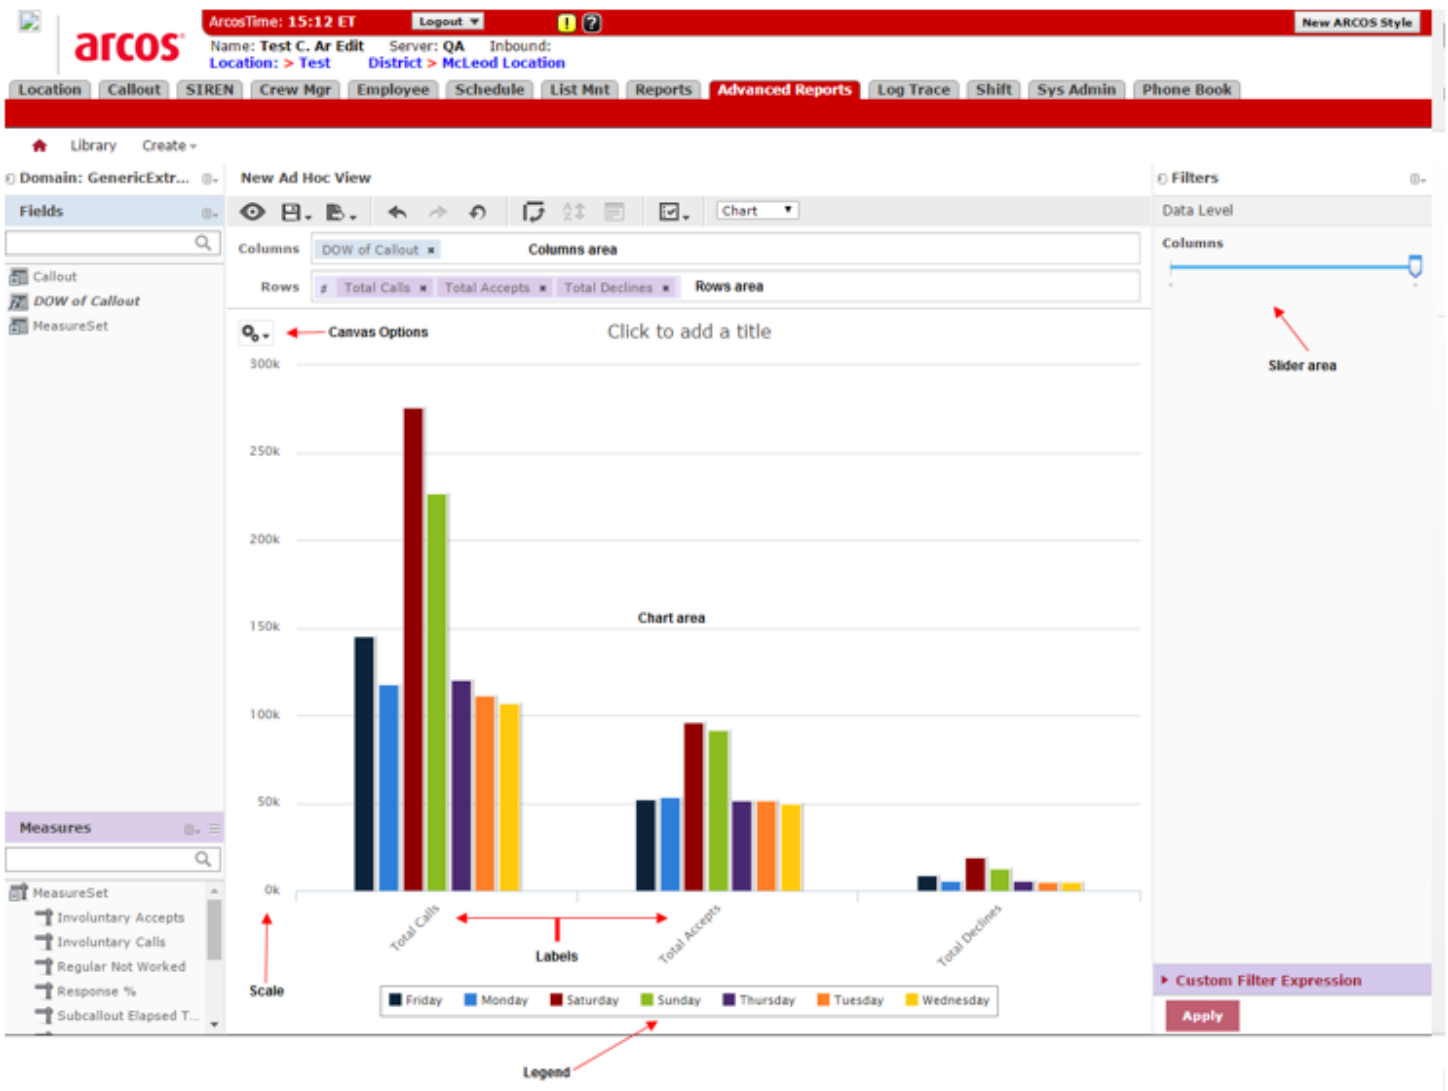 ArcosTime: 15:12 ET Logout New ARCOS Style
arcos
Name: Test C. Ar Edit Server: QA Inbound:
Location: > Test District > McLeod Location
Location Callout SIREN Crew Mgr Employee Schedule List Mnt Reports Advanced Reports Log Trace Shift Sys Admin Phone Book
Library Create
Domain: GenericExtr... New Ad Hoc View Filters
Fields Chart Data Level
Columns DOW of Callout × Columns area Columns
Callout
Rows # Total Calls × Total Accepts × Total Declines × Rows area
DOW of Callout
MeasureSet
Canvas Options Click to add a title
300k
Slider area
250k
200k
150k
Chart area
100k
50k
Measures
0k
MeasureSet
Involuntary Accepts
Involuntary Calls
Regular Not Worked
Response %
Subcallout Elapsed T...
Total Calls Total Accepts Total Declines
Labels
Scale
Friday Monday Saturday Sunday Thursday Tuesday Wednesday
Custom Filter Expression
Apply
Legend